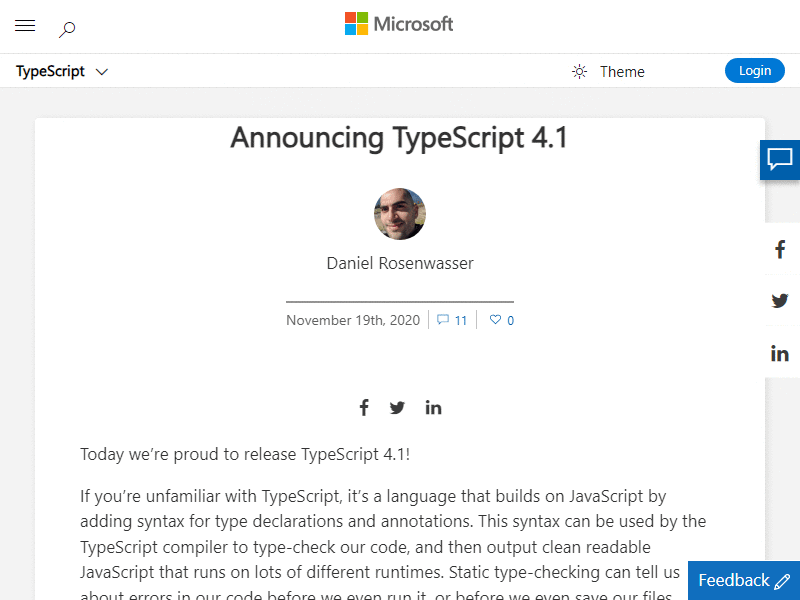 Microsoft
TypeScript
Theme
Login
Announcing TypeScript 4.1
Daniel Rosenwasser
November 19th, 2020
11
0
Today we’re proud to release TypeScript 4.1!
If you’re unfamiliar with TypeScript, it’s a language that builds on JavaScript by
adding syntax for type declarations and annotations. This syntax can be used by the
TypeScript compiler to type-check our code, and then output clean readable
JavaScript that runs on lots of different runtimes. Static type-checking can tell us
about errors in our code before we even run it, or before we even save our files
Feedback